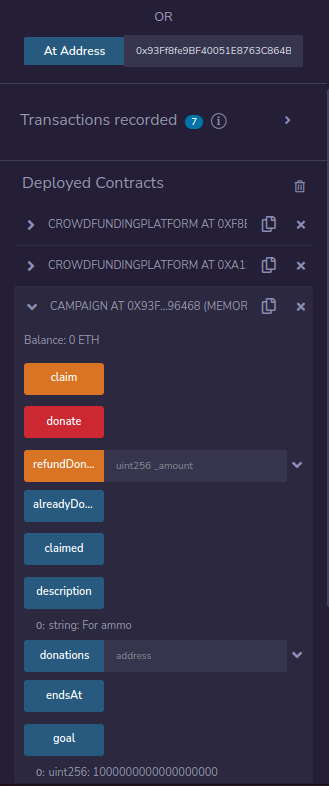 OR
At Address 0x93Ff8fe9BF40051E8763C864B
Transactions recorded 7 i
Deployed Contracts
CROWDFUNDINGPLATFORM AT 0XF8E
CROWDFUNDINGPLATFORM AT 0XA1
CAMPAIGN AT 0X93F...96468 (MEMOR
Balance: 0 ETH
claim
donate
refundDon... uint256 _amount
alreadyDo...
claimed
description
0: string: For ammo
donations address
endsAt
goal
0: uint256: 1000000000000000000